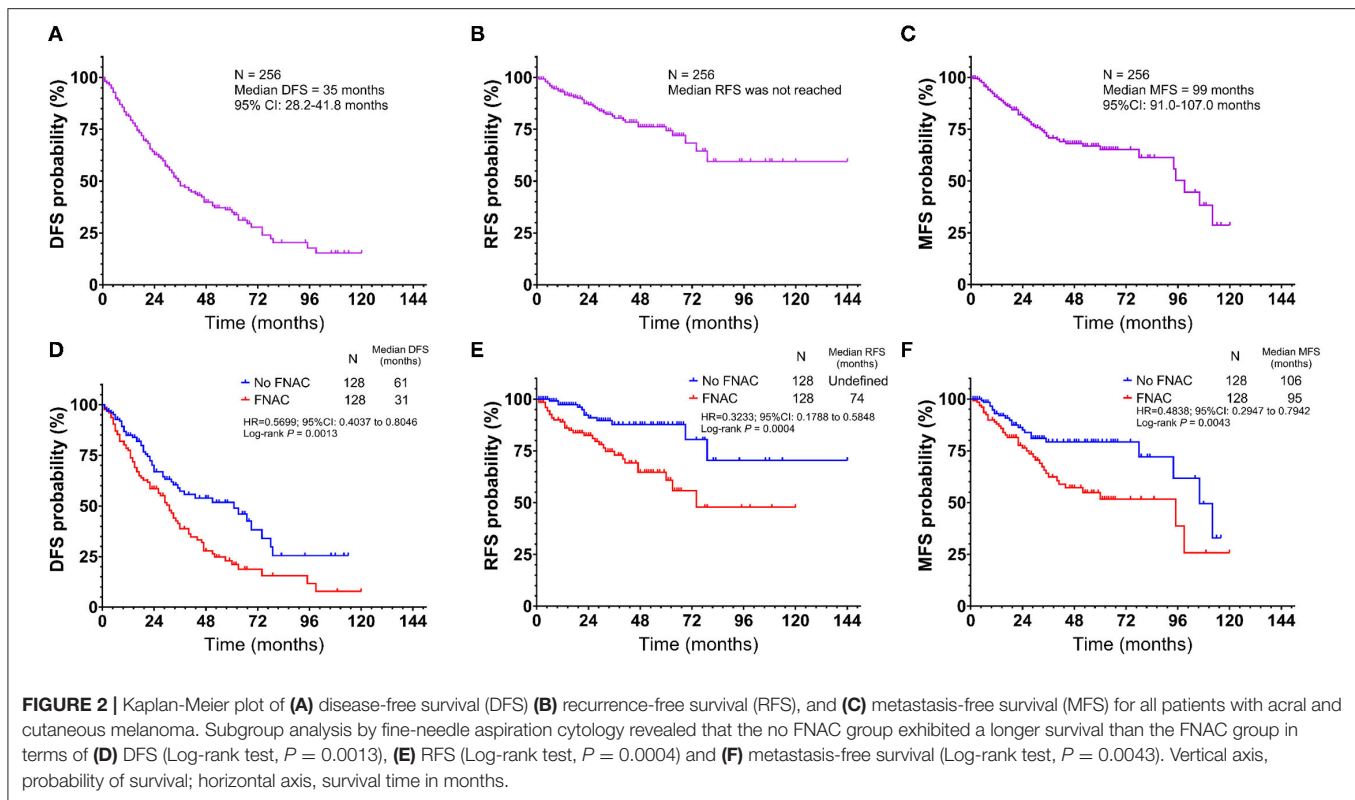 A
N = 256
Median DFS = 35 months
95% CI: 28.2-41.8 months
DFS probability (%)
100
75
50
25
0
0 24 48 72 96 120 144
Time (months)
B
N = 256
Median RFS was not reached
RFS probability (%)
100
75
50
25
0
0 24 48 72 96 120 144
Time (months)
C
N = 256
Median MFS = 99 months
95%CI: 91.0-107.0 months
MFS probability (%)
100
75
50
25
0
0 24 48 72 96 120 144
Time (months)
D
N Median DFS (months)
No FNAC 128 61
FNAC 128 31
HR=0.5699; 95%CI: 0.4037 to 0.8046
Log-rank P = 0.0013
DFS probability (%)
100
75
50
25
0
0 24 48 72 96 120 144
Time (months)
E
N Median RFS (months)
No FNAC 128 Undefined
FNAC 128 74
HR=0.3233; 95%CI: 0.1788 to 0.5848
Log-rank P = 0.0004
RFS probability (%)
100
75
50
25
0
0 24 48 72 96 120 144
Time (months)
F
N Median MFS (months)
No FNAC 128 106
FNAC 128 95
HR=0.4838; 95%CI: 0.2947 to 0.7942
Log-rank P = 0.0043
MFS probability (%)
100
75
50
25
0
0 24 48 72 96 120 144
Time (months)
FIGURE 2 | Kaplan-Meier plot of (A) disease-free survival (DFS) (B) recurrence-free survival (RFS), and (C) metastasis-free survival (MFS) for all patients with acral and
cutaneous melanoma. Subgroup analysis by fine-needle aspiration cytology revealed that the no FNAC group exhibited a longer survival than the FNAC group in
terms of (D) DFS (Log-rank test, P = 0.0013), (E) RFS (Log-rank test, P = 0.0004) and (F) metastasis-free survival (Log-rank test, P = 0.0043). Vertical axis,
probability of survival; horizontal axis, survival time in months.